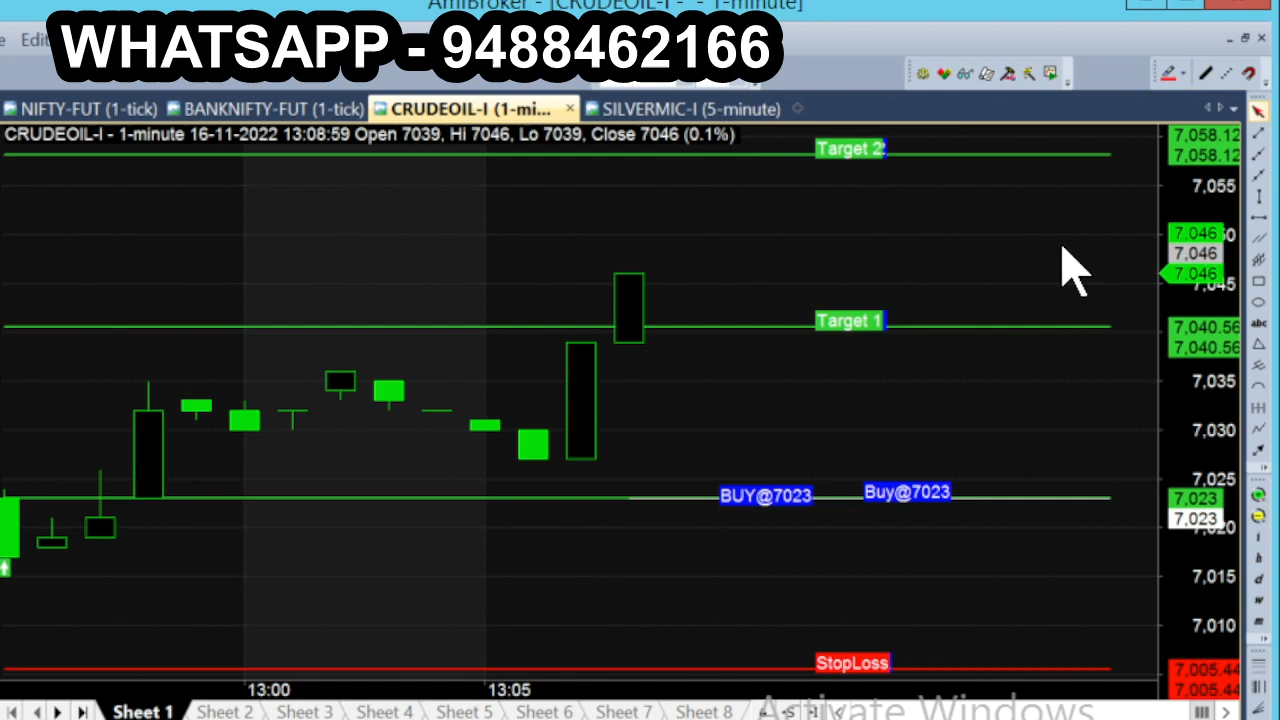 AmiBroker - [CRUDEOIL-I - - 1-minute]
WHATSAPP - 9488462166
Edit
NIFTY-FUT (1-tick) BANKNIFTY-FUT (1-tick) CRUDEOIL-I (1-mi... SILVERMIC-I (5-minute)
CRUDEOIL-I - 1-minute 16-11-2022 13:08:59 Open 7039, Hi 7046, Lo 7039, Close 7046 (0.1%)
7,058.12
Target 2
7,058.12
7,055
7,046
7,046
7,046
7,045
Target 1
7,040.56
7,040.56
abc
7,035
7,030
7,025
BUY@7023 Buy@7023
7,023
7,023
7,020
i
h
7,015
d
w
7,010
m
StopLoss
7,005.44
7,005.44
13:00 13:05
Sheet 1 Sheet 2 Sheet 3 Sheet 4 Sheet 5 Sheet 6 Sheet 7 Sheet 8
Activate Windows